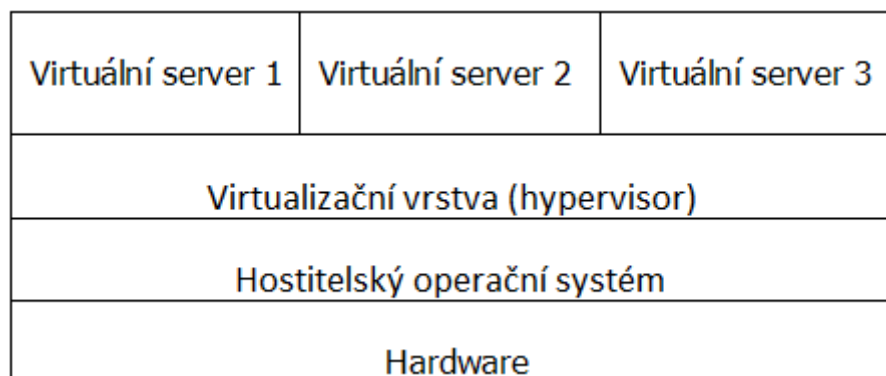 Virtuální server 1 Virtuální server 2 Virtuální server 3
Virtualizační vrstva (hypervisor)
Hostitelský operační systém
Hardware